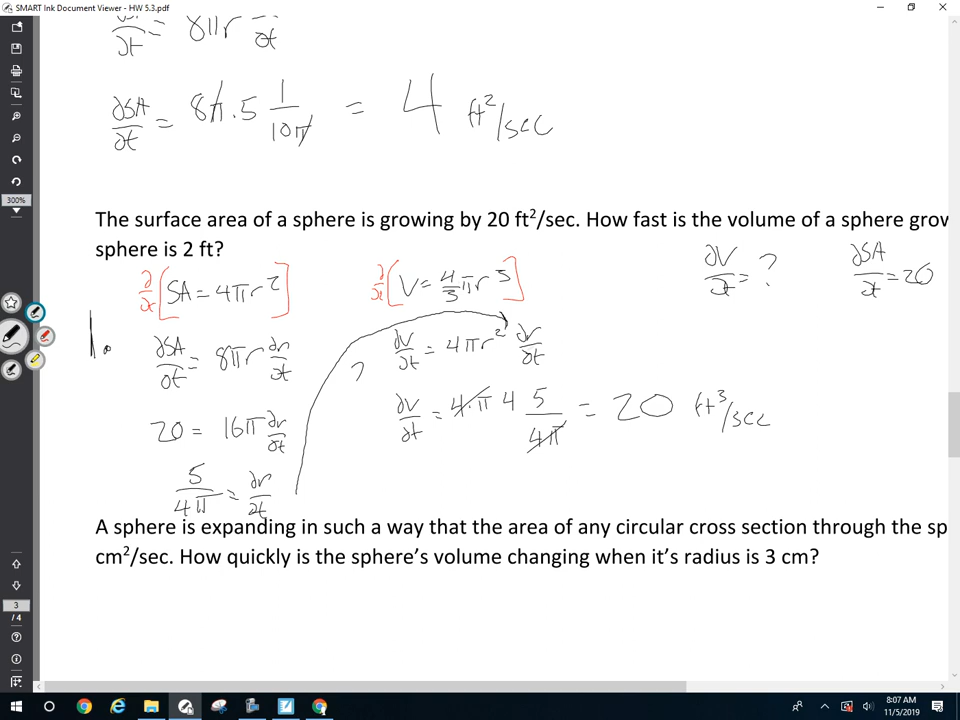 SMART Ink Document Viewer - HW 5.3.pdf
= 8πr
∂t
∂t
∂SA/∂t = 8π·5 1/10π = 4 ft²/sec
300%
The surface area of a sphere is growing by 20 ft²/sec. How fast is the volume of a sphere grow
sphere is 2 ft?
∂V/∂t = ? ∂SA/∂t = 20
∂/∂t [SA = 4πr²] ∂/∂t [V = 4/3 πr³]
1.
∂SA/∂t = 8πr ∂r/∂t
2
∂V/∂t = 4πr² ∂r/∂t
20 = 16π ∂r/∂t
∂V/∂t = 4·π 4 5/4π = 20 ft³/sec
5/4π = ∂r/∂t
A sphere is expanding in such a way that the area of any circular cross section through the sp
cm²/sec. How quickly is the sphere's volume changing when it's radius is 3 cm?
3
/ 4
8:07 AM
11/5/2019